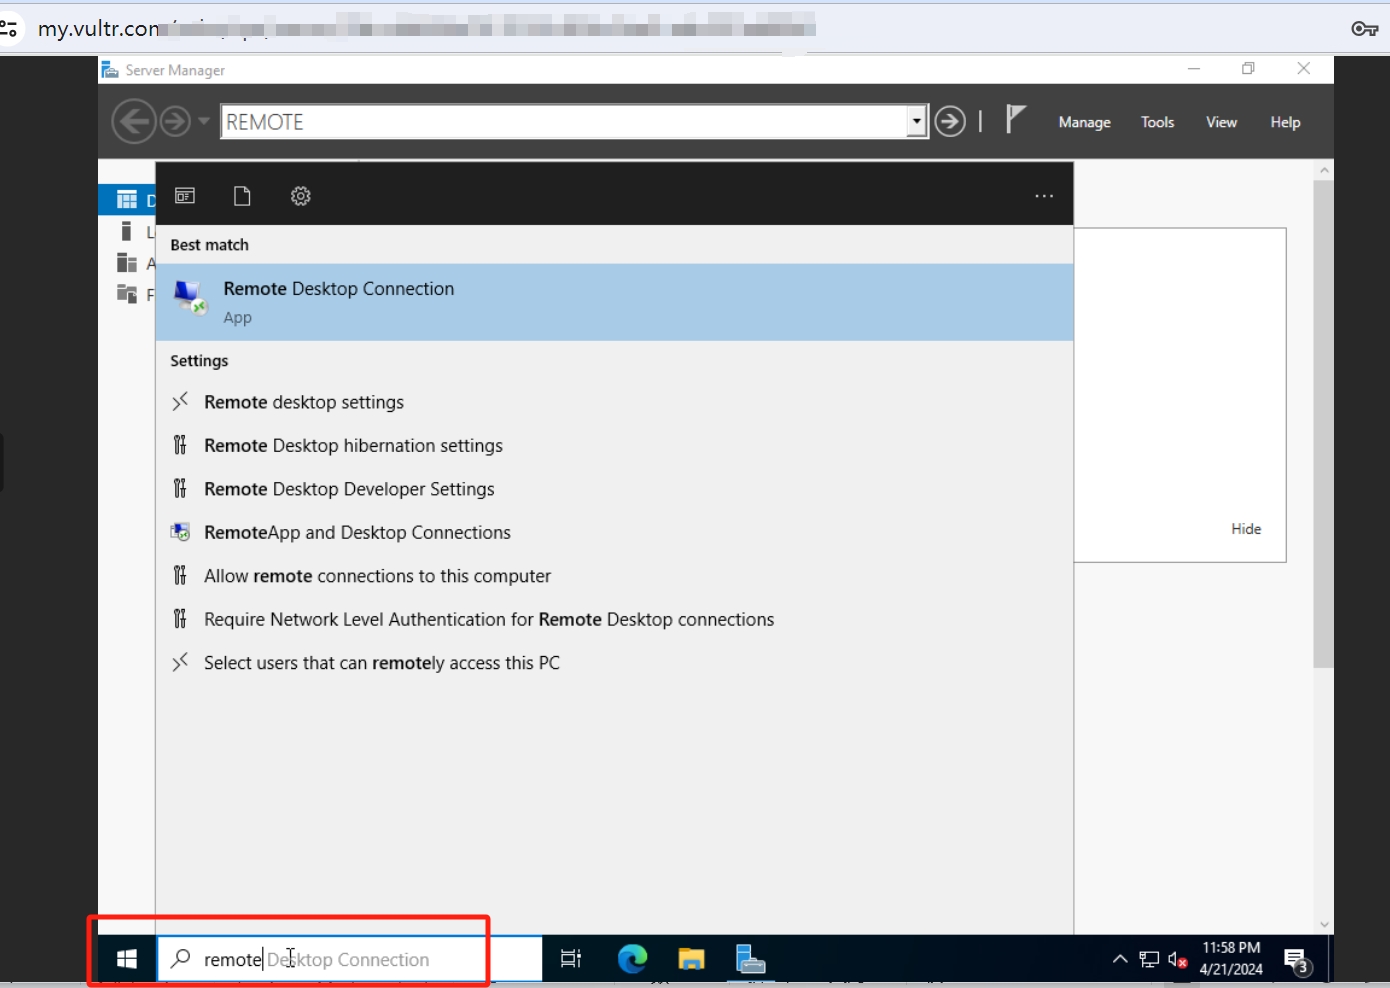 my.vultr.com
Server Manager
REMOTE
Manage Tools View Help
Best match
Remote Desktop Connection
App
Settings
Remote desktop settings
Remote Desktop hibernation settings
Remote Desktop Developer Settings
RemoteApp and Desktop Connections
Allow remote connections to this computer
Require Network Level Authentication for Remote Desktop connections
Select users that can remotely access this PC
Hide
remote Desktop Connection
11:58 PM
4/21/2024
3